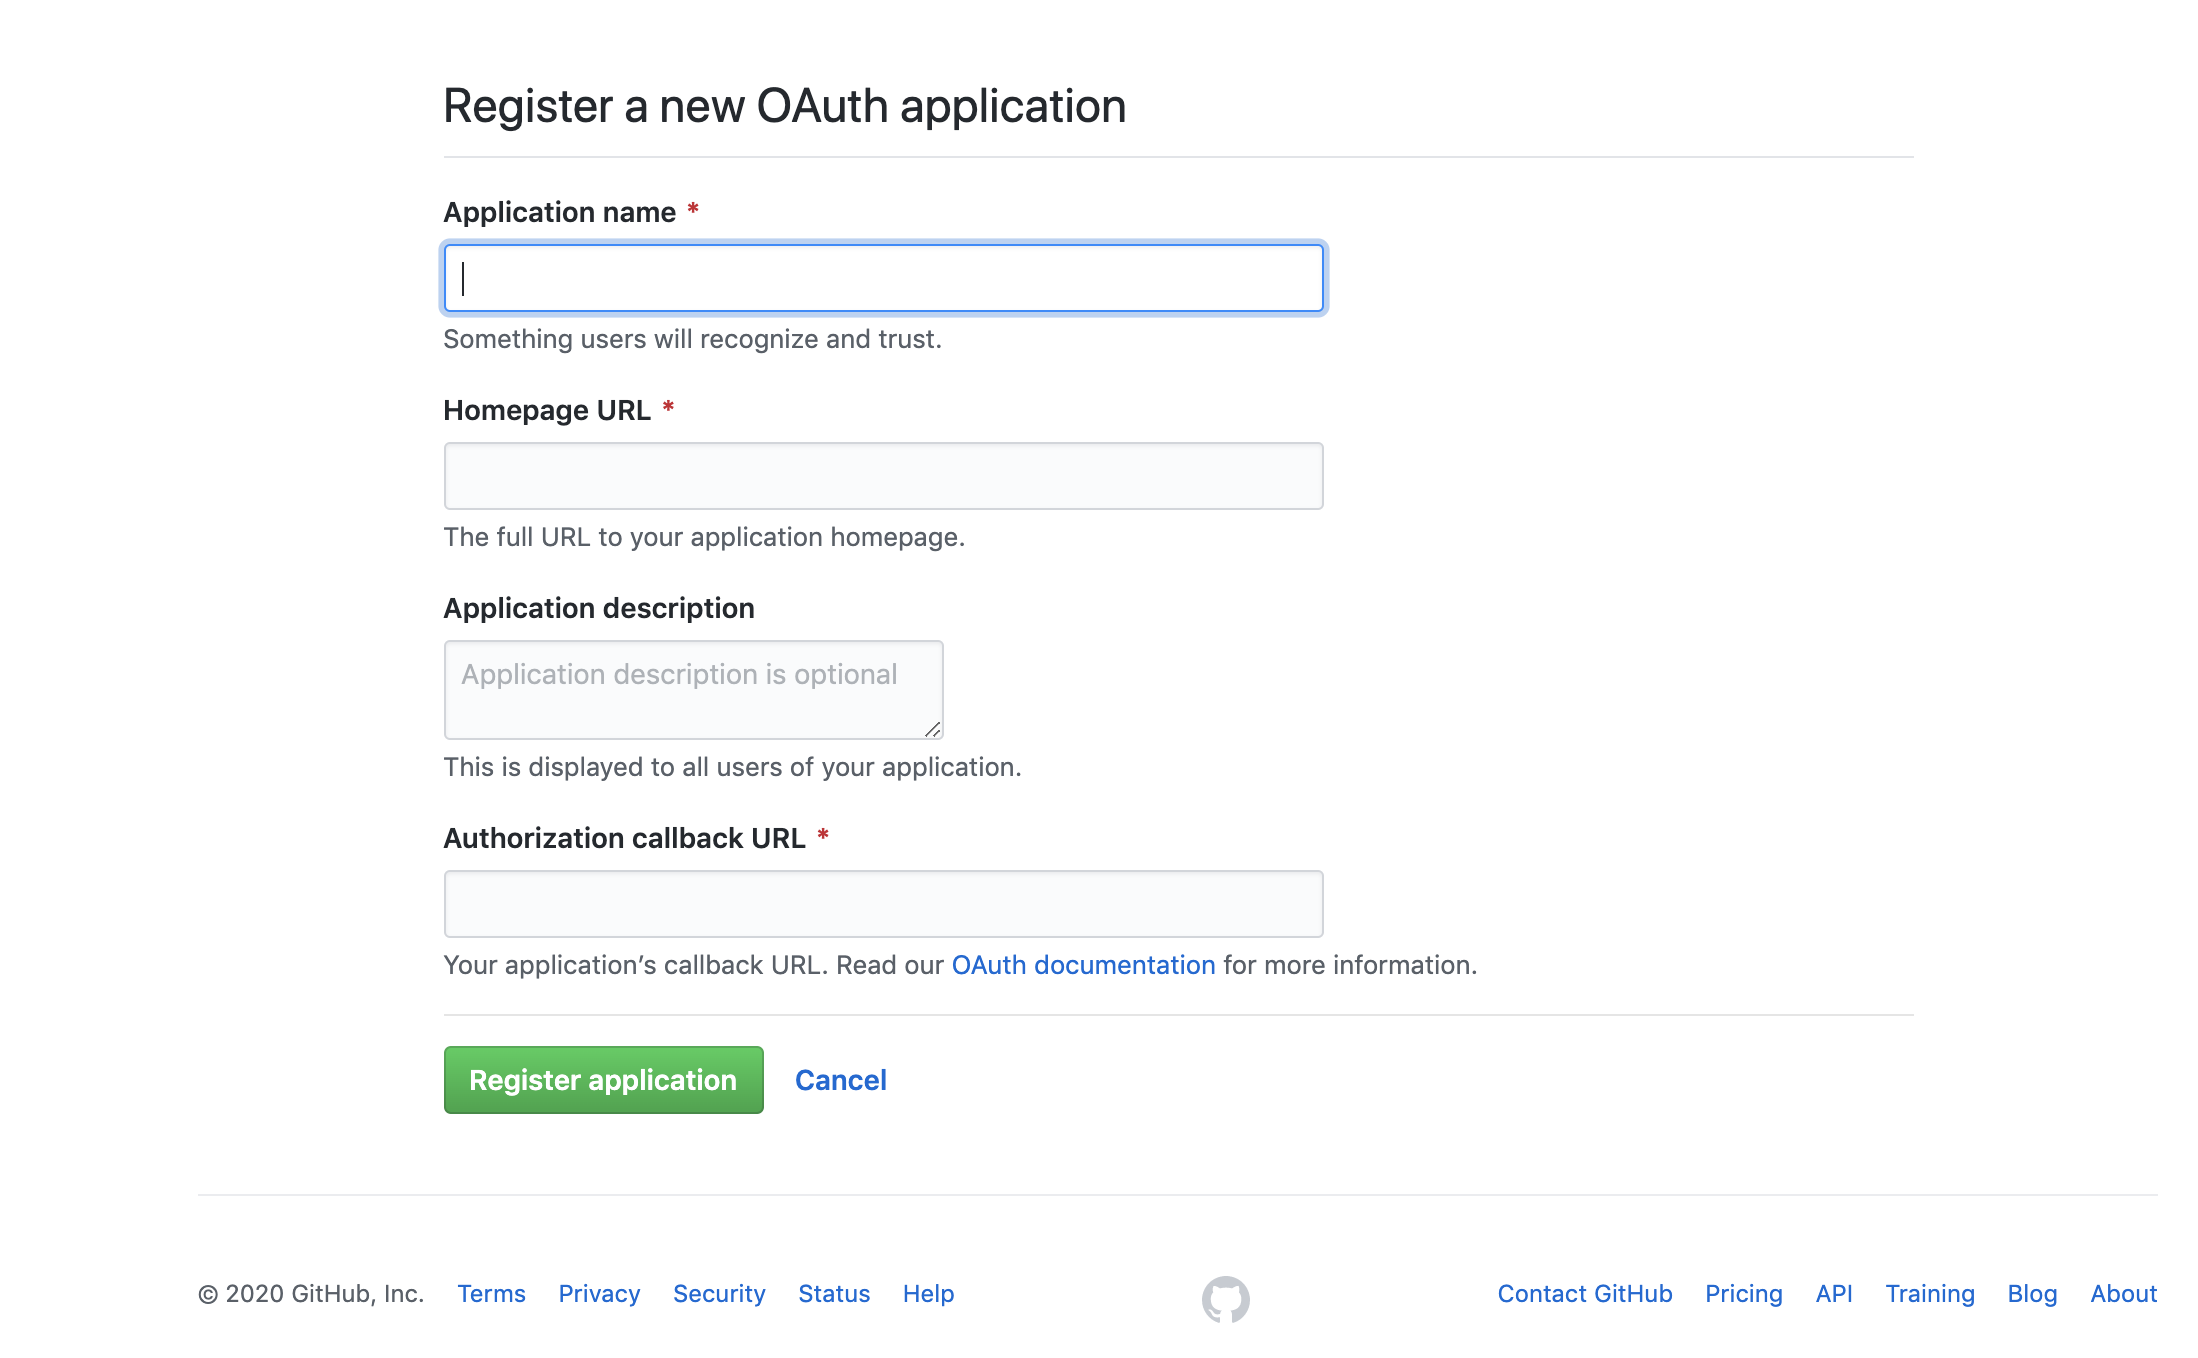 Register a new OAuth application
Application name *
Something users will recognize and trust.
Homepage URL *
The full URL to your application homepage.
Application description
Application description is optional
This is displayed to all users of your application.
Authorization callback URL *
Your application’s callback URL. Read our OAuth documentation for more information.
Register application Cancel
© 2020 GitHub, Inc. Terms Privacy Security Status Help Contact GitHub Pricing API Training Blog About